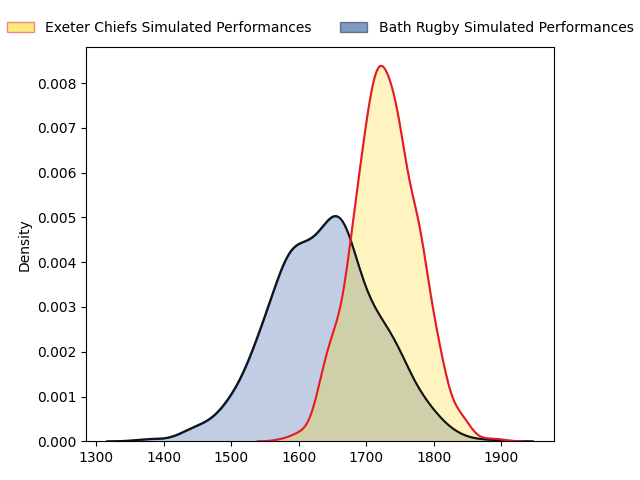 Exeter Chiefs Simulated Performances
Bath Rugby Simulated Performances
Density
0.008
0.007
0.006
0.005
0.004
0.003
0.002
0.001
0.000
1300 1400 1500 1600 1700 1800 1900